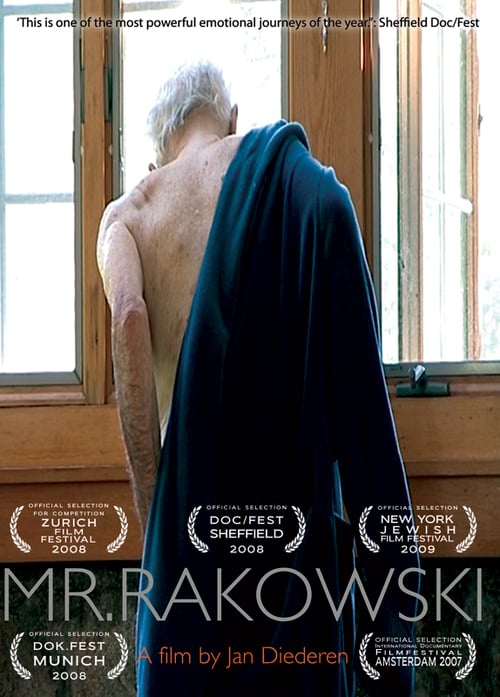 ‘This is one of the most powerful emotional journeys of the year.”: Sheffield Doc/Fest
OFFICIAL SELECTION
FOR COMPETITION
ZURICH
FILM
FESTIVAL
2008
OFFICIAL SELECTION
DOC/FEST
SHEFFIELD
2008
OFFICIAL SELECTION
NEW YORK
JEWISH
FILM FESTIVAL
2009
MR.RAKOWSKI
OFFICIAL SELECTION
DOK.FEST
MUNICH
2008
A film by Jan Diederen
OFFICIAL SELECTION
International Documentary
Filmfestival
AMSTERDAM 2007